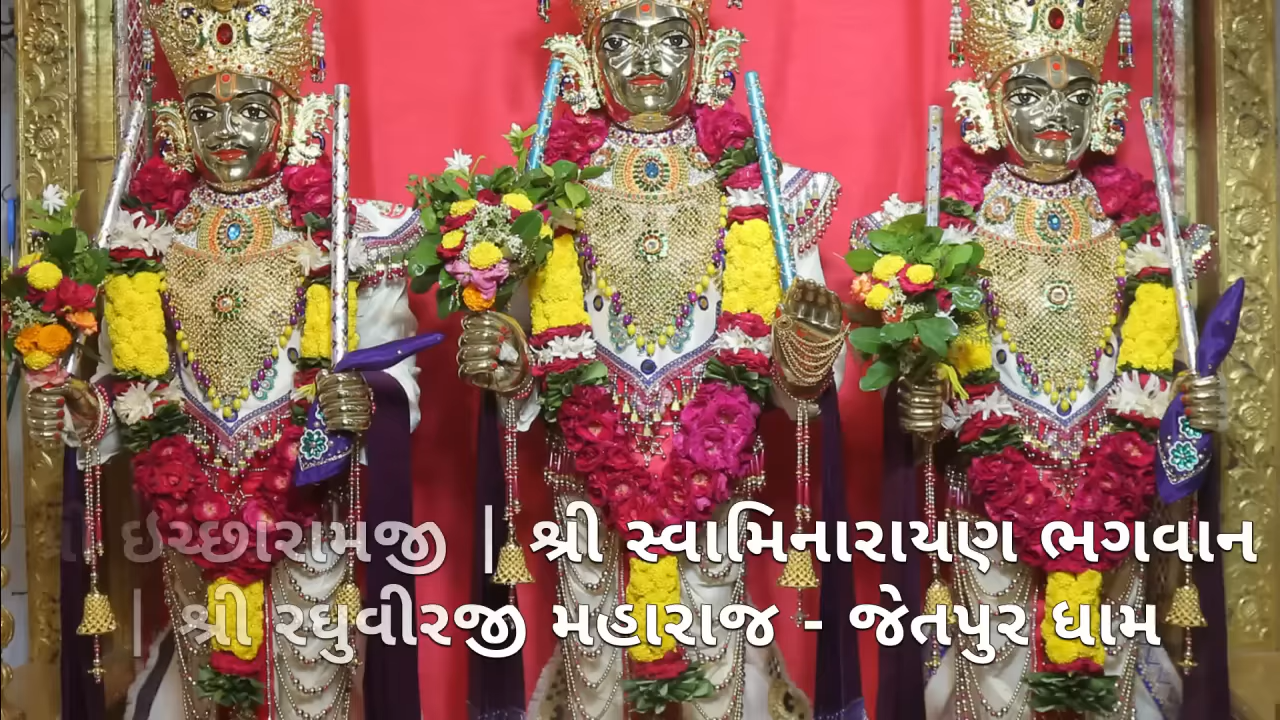 શ્રી ઇચ્છારામજી | શ્રી સ્વામિનારાયણ ભગવાન
| શ્રી રઘુવીરજી મહારાજ - જેતપુર ધામ